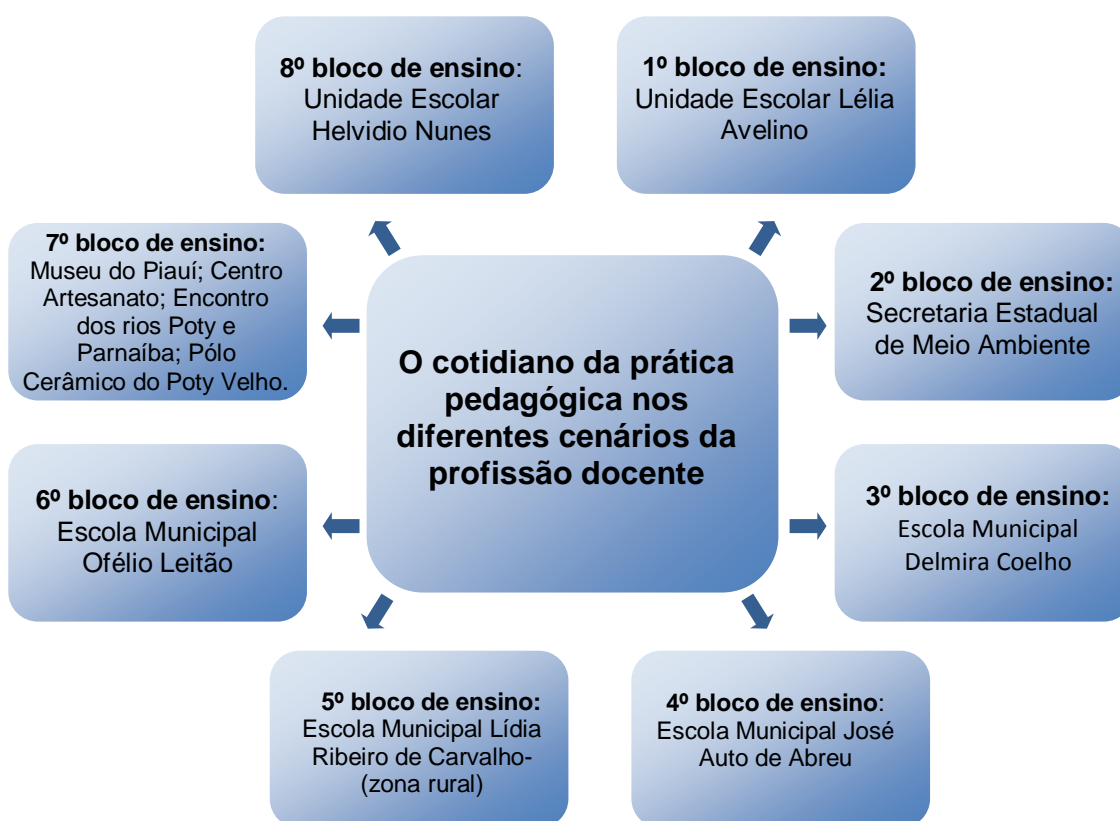 8º bloco de ensino:
Unidade Escolar
Helvidio Nunes
1º bloco de ensino:
Unidade Escolar Lélia
Avelino
7º bloco de ensino:
Museu do Piauí; Centro
Artesanato; Encontro
dos rios Poty e
Parnaíba; Pólo
Cerâmico do Poty Velho.
O cotidiano da prática
pedagógica nos
diferentes cenários da
profissão docente
2º bloco de ensino:
Secretaria Estadual
de Meio Ambiente
6º bloco de ensino:
Escola Municipal
Ofélio Leitão
3º bloco de ensino:
Escola Municipal
Delmira Coelho
5º bloco de ensino:
Escola Municipal Lídia
Ribeiro de Carvalho-
(zona rural)
4º bloco de ensino:
Escola Municipal José
Auto de Abreu